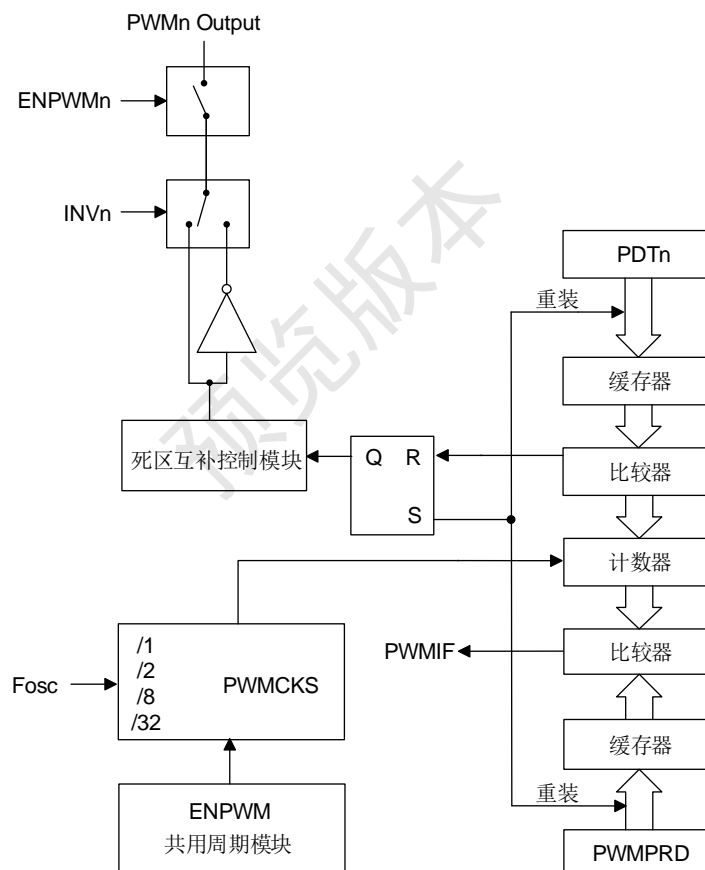 PWMn Output
ENPWMn
INVn
PDTn
重装
缓存器
死区互补控制模块
Q R
S
比较器
计数器
/1
/2
/8
/32
PWMCKS
Fosc
PWMIF
比较器
缓存器
重装
ENPWM
共用周期模块
PWMPRD
预览版本